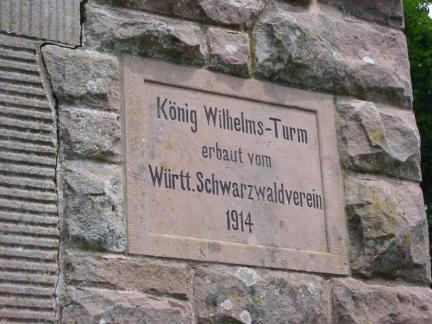 König Wilhelms-Turm
erbaut vom
Württ. Schwarzwaldverein
1914